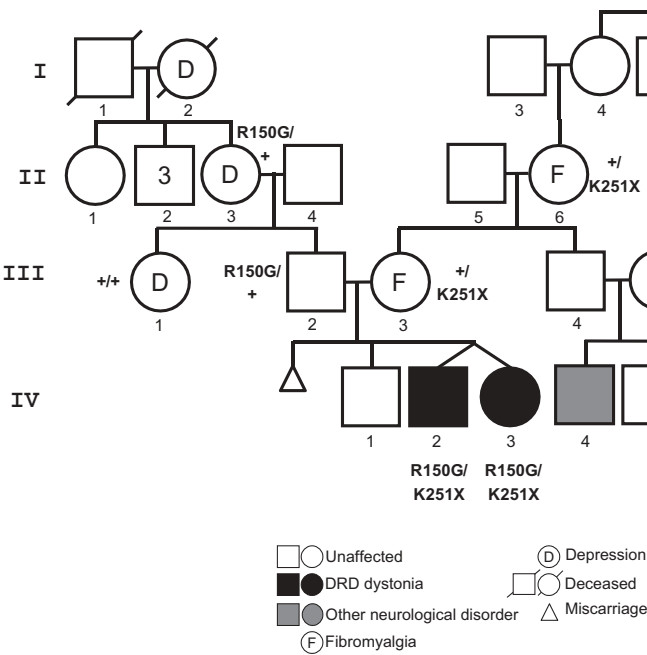 I
D
1
2
3
4
R150G/
+
II
3
D
F
+/
K251X
1
2
3
4
5
6
III
+/+
D
R150G/
+
F
+/
K251X
1
2
3
4
IV
1
2
3
4
R150G/ R150G/
K251X K251X
Unaffected
D Depression
DRD dystonia
Deceased
Other neurological disorder
Miscarriage
F Fibromyalgia